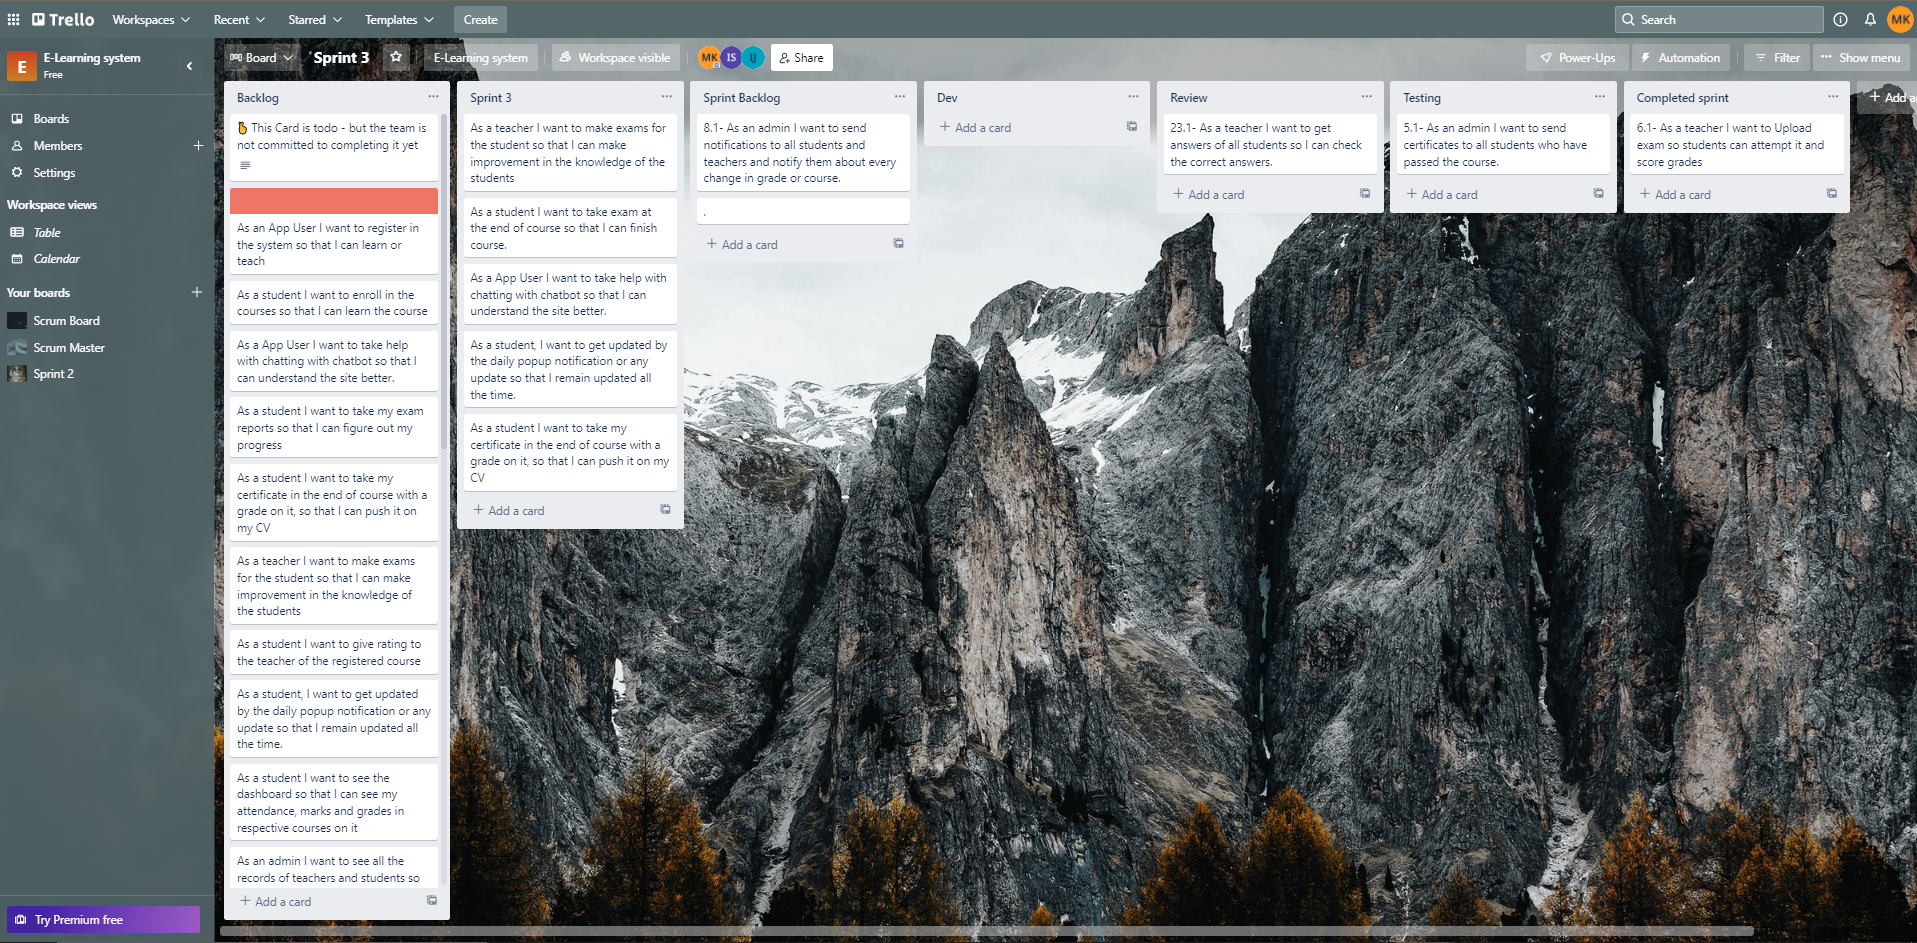 Trello
Workspaces
Recent
Starred
Templates
Create
Search
MK
E
E-Learning system
Free
Board
Sprint 3
E-Learning system
Workspace visible
MK
IS
IJ
Share
Power-Ups
Automation
Filter
Show menu
Boards
Members
Settings
Workspace views
Table
Calendar
Your boards
Scrum Board
Scrum Master
Sprint 2
Try Premium free
Backlog
This Card is todo - but the team is
not committed to completing it yet
As an App User I want to register in
the system so that I can learn or
teach
As a student I want to enroll in the
courses so that I can learn the course
As a App User I want to take help
with chatting with chatbot so that I
can understand the site better.
As a student I want to take my exam
reports so that I can figure out my
progress
As a student I want to take my
certificate in the end of course with a
grade on it, so that I can push it on
my CV
As a teacher I want to make exams
for the student so that I can make
improvement in the knowledge of
the students
As a student I want to give rating to
the teacher of the registered course
As a student, I want to get updated
by the daily popup notification or any
update so that I remain updated all
the time.
As a student I want to see the
dashboard so that I can see my
attendance, marks and grades in
respective courses on it
As an admin I want to see all the
records of teachers and students so
Add a card
Sprint 3
As a teacher I want to make exams for
the student so that I can make
improvement in the knowledge of the
students
As a student I want to take exam at
the end of course so that I can finish
course.
As a App User I want to take help with
chatting with chatbot so that I can
understand the site better.
As a student, I want to get updated by
the daily popup notification or any
update so that I remain updated all
the time.
As a student I want to take my
certificate in the end of course with a
grade on it, so that I can push it on my
CV
Add a card
Sprint Backlog
8.1- As an admin I want to send
notifications to all students and
teachers and notify them about every
change in grade or course.
.
Add a card
Dev
Add a card
Review
23.1- As a teacher I want to get
answers of all students so I can check
the correct answers.
Add a card
Testing
5.1- As an admin I want to send
certificates to all students who have
passed the course.
Add a card
Completed sprint
6.1- As a teacher I want to Upload
exam so students can attempt it and
score grades
Add a card
Add a